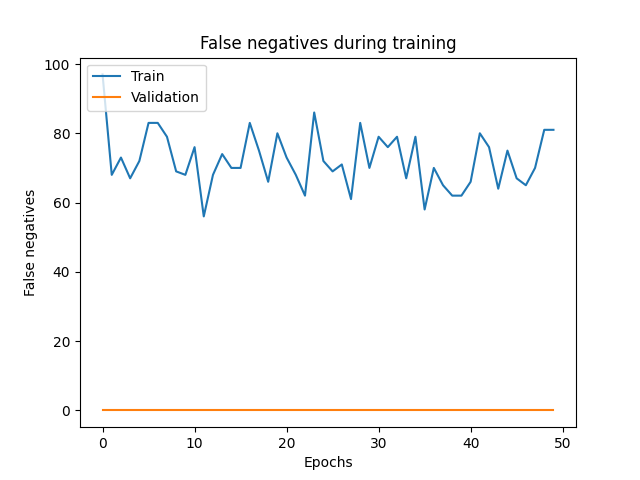 False negatives during training
Train
Validation
100
80
60
40
20
0
False negatives
0 10 20 30 40 50
Epochs